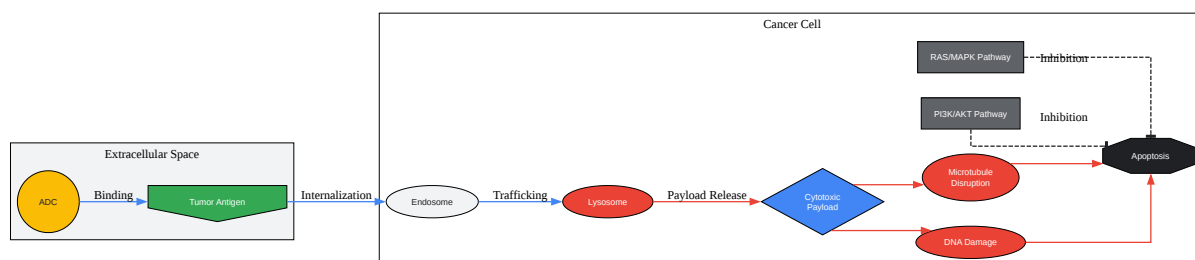 Cancer Cell
RAS/MAPK Pathway
Inhibition
PI3K/AKT Pathway
Inhibition
Extracellular Space
Apoptosis
Microtubule
Disruption
ADC
Binding
Tumor Antigen
Internalization
Endosome
Trafficking
Lysosome
Payload Release
Cytotoxic
Payload
DNA Damage